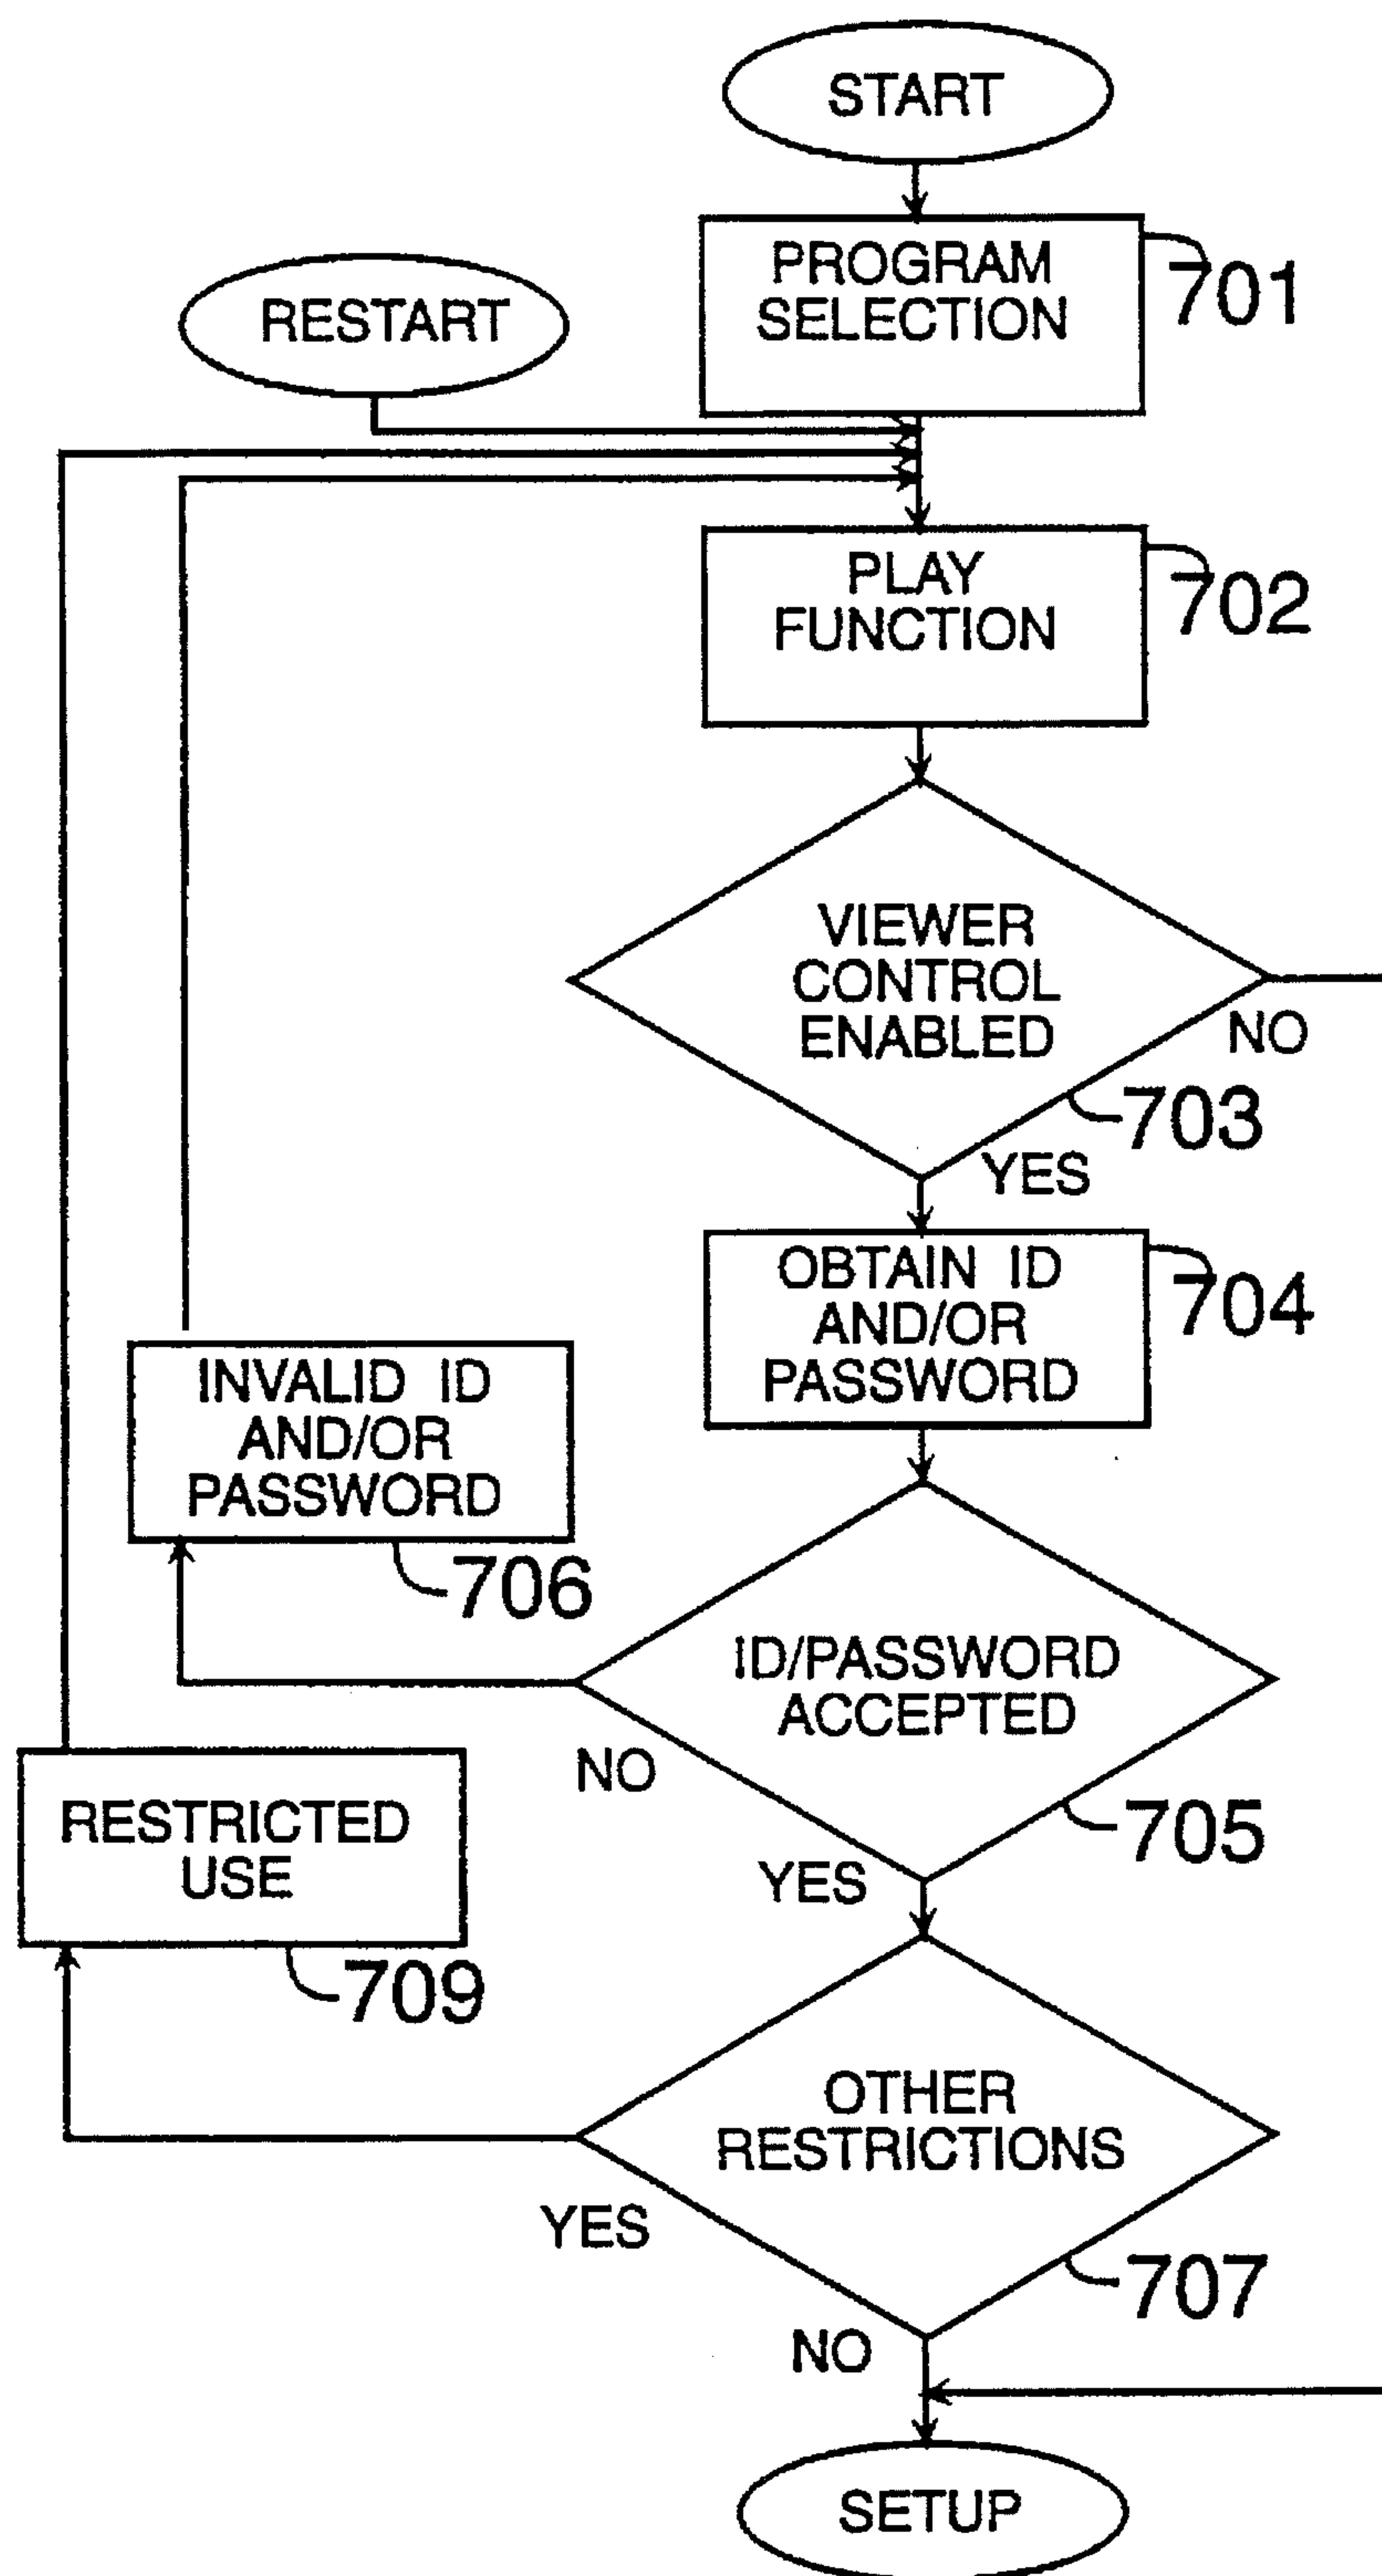 START
PROGRAM
SELECTION
701
RESTART
PLAY
FUNCTION
702
VIEWER
CONTROL
ENABLED
NO
703
YES
OBTAIN ID
AND/OR
PASSWORD
704
INVALID ID
AND/OR
PASSWORD
706
ID/PASSWORD
ACCEPTED
NO
705
YES
RESTRICTED
USE
709
OTHER
RESTRICTIONS
YES
707
NO
SETUP